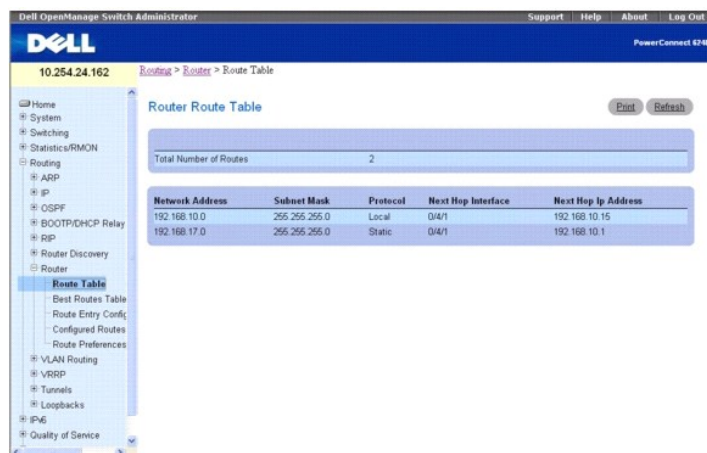 Dell OpenManage Switch Administrator
Support Help About Log Out
DELL
PowerConnect 6248
10.254.24.162
Routing > Router > Route Table
Home
System
Switching
Statistics/RMON
Routing
ARP
IP
OSPF
BOOTP/DHCP Relay
RIP
Router Discovery
Router
Route Table
Best Routes Table
Route Entry Config
Configured Routes
Route Preferences
VLAN Routing
VRRP
Tunnels
Loopbacks
IPv6
Quality of Service
Router Route Table
Print Refresh
Total Number of Routes 2
Network Address Subnet Mask Protocol Next Hop Interface Next Hop Ip Address
192.168.10.0 255.255.255.0 Local 0/4/1 192.168.10.15
192.168.17.0 255.255.255.0 Static 0/4/1 192.168.10.1